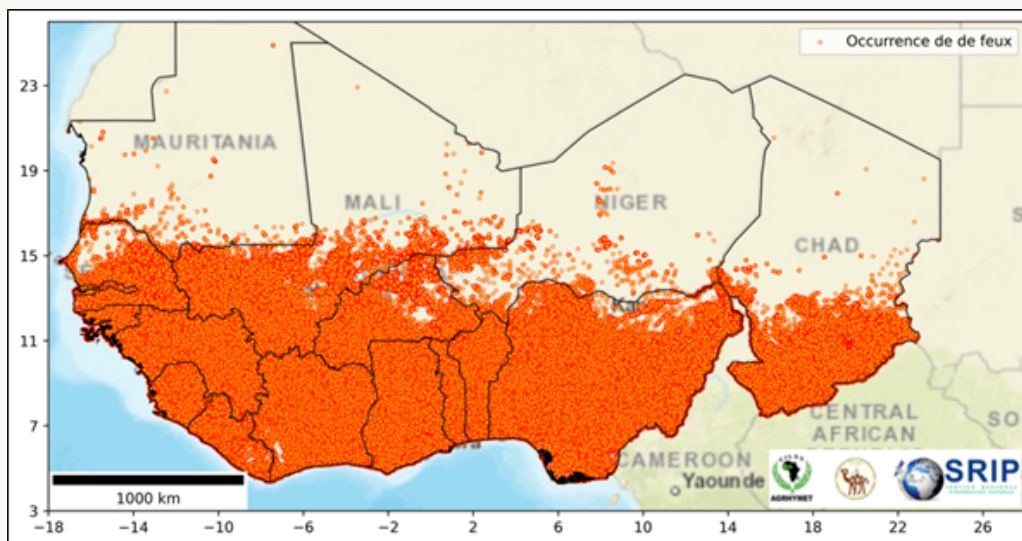 Occurrence de de feux
23
19
15
11
7
3
MAURITANIA
MALI
NIGER
CHAD
CENTRAL
AFRICAN
CAMEROON
Yaounde
SO
S
1000 km
AGRHYMET
SRIP
−18 −14 −10 −6 −2 2 6 10 14 18 22 26